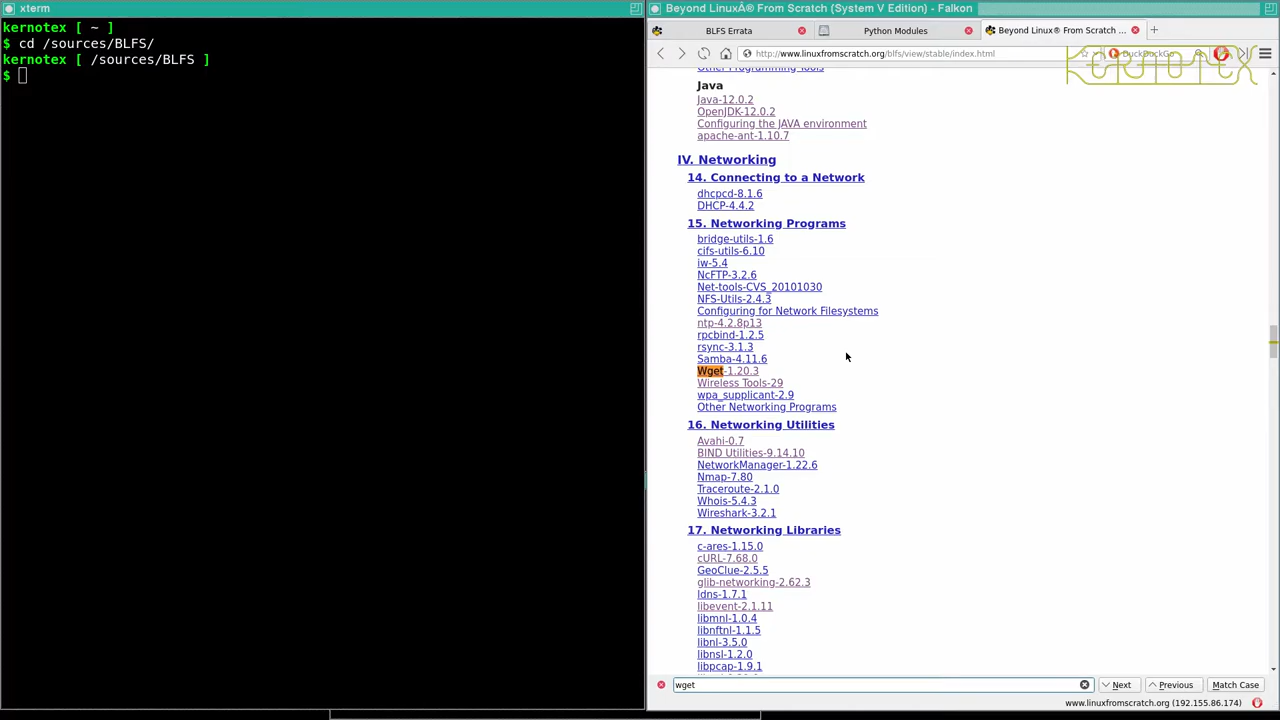 xterm
kernotex [ ~ ]
$ cd /sources/BLFS/
kernotex [ /sources/BLFS ]
$
Beyond LinuxÂ® From Scratch (System V Edition) - Falkon
BLFS Errata
Python Modules
Beyond Linux® From Scratch ...
http://www.linuxfromscratch.org/blfs/view/stable/index.html
DuckDuckGo
KERNOTEX
Other Programming Tools
Java
Java-12.0.2
OpenJDK-12.0.2
Configuring the JAVA environment
apache-ant-1.10.7
IV. Networking
14. Connecting to a Network
dhcpcd-8.1.6
DHCP-4.4.2
15. Networking Programs
bridge-utils-1.6
cifs-utils-6.10
iw-5.4
NcFTP-3.2.6
Net-tools-CVS_20101030
NFS-Utils-2.4.3
Configuring for Network Filesystems
ntp-4.2.8p13
rpcbind-1.2.5
rsync-3.1.3
Samba-4.11.6
Wget-1.20.3
Wireless Tools-29
wpa_supplicant-2.9
Other Networking Programs
16. Networking Utilities
Avahi-0.7
BIND Utilities-9.14.10
NetworkManager-1.22.6
Nmap-7.80
Traceroute-2.1.0
Whois-5.4.3
Wireshark-3.2.1
17. Networking Libraries
c-ares-1.15.0
cURL-7.68.0
GeoClue-2.5.5
glib-networking-2.62.3
ldns-1.7.1
libevent-2.1.11
libmnl-1.0.4
libnftnl-1.1.5
libnl-3.5.0
libnsl-1.2.0
libpcap-1.9.1
wget
Next
Previous
Match Case
www.linuxfromscratch.org (192.155.86.174)